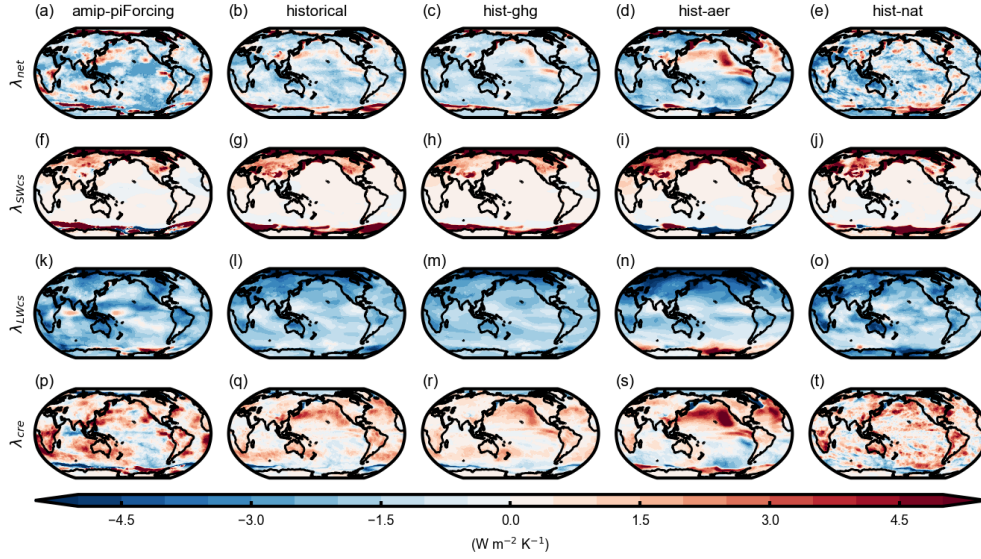 (a) amip-piForcing (b) historical (c) hist-ghg (d) hist-aer (e) hist-nat
λnet
(f) (g) (h) (i) (j)
λSWcs
(k) (l) (m) (n) (o)
λLWcs
(p) (q) (r) (s) (t)
λcre
−4.5 −3.0 −1.5 0.0 1.5 3.0 4.5
(W m⁻² K⁻¹)